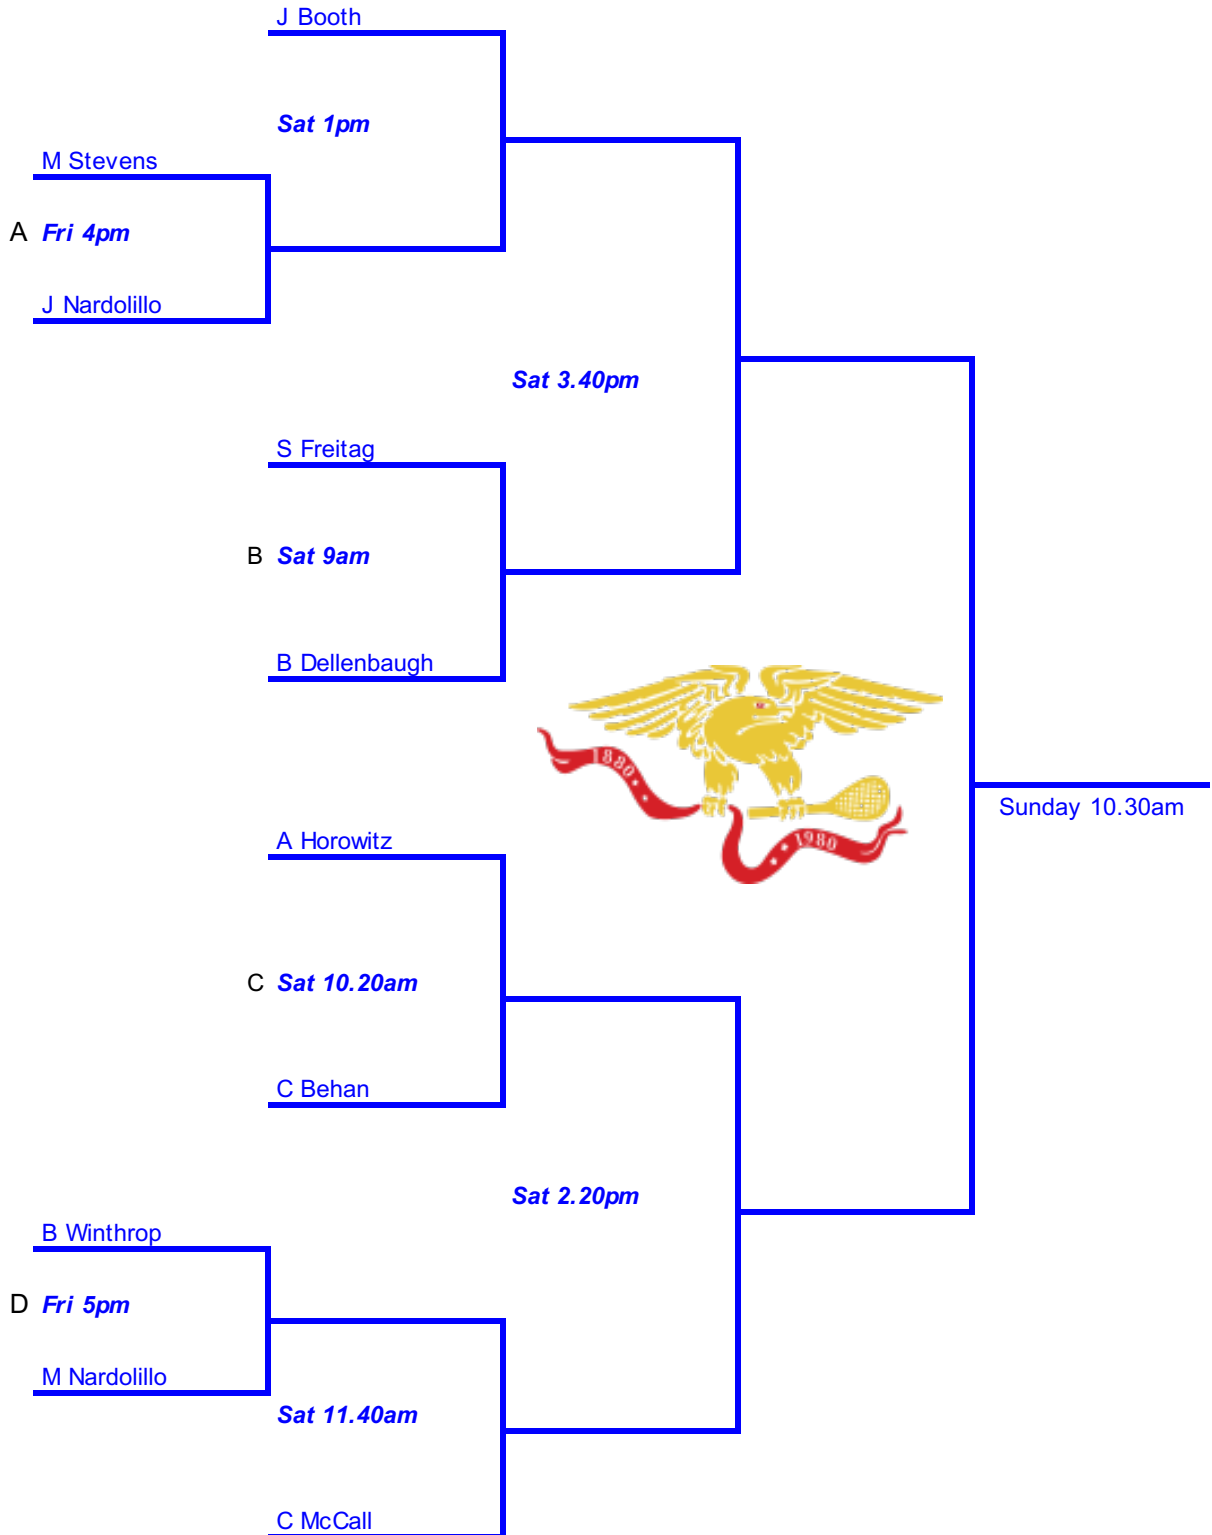 J Booth
Sat 1pm
M Stevens
A Fri 4pm
J Nardolillo
Sat 3.40pm
S Freitag
B Sat 9am
B Dellenbaugh
1880
Sunday 10.30am
1980
A Horowitz
C Sat 10.20am
C Behan
Sat 2.20pm
B Winthrop
D Fri 5pm
M Nardolillo
Sat 11.40am
C McCall